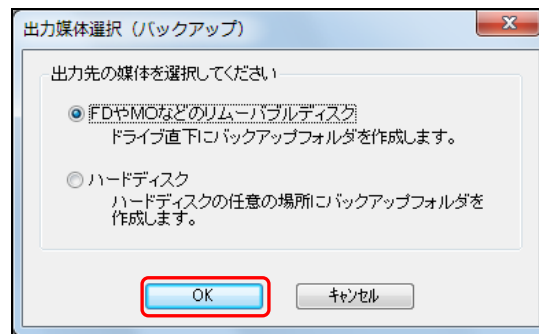 出力媒体選択（バックアップ）
出力先の媒体を選択してください
FDやMOなどのリムーバブルディスク
ドライブ直下にバックアップフォルダを作成します。
ハードディスク
ハードディスクの任意の場所にバックアップフォルダを
作成します。
OK
キャンセル